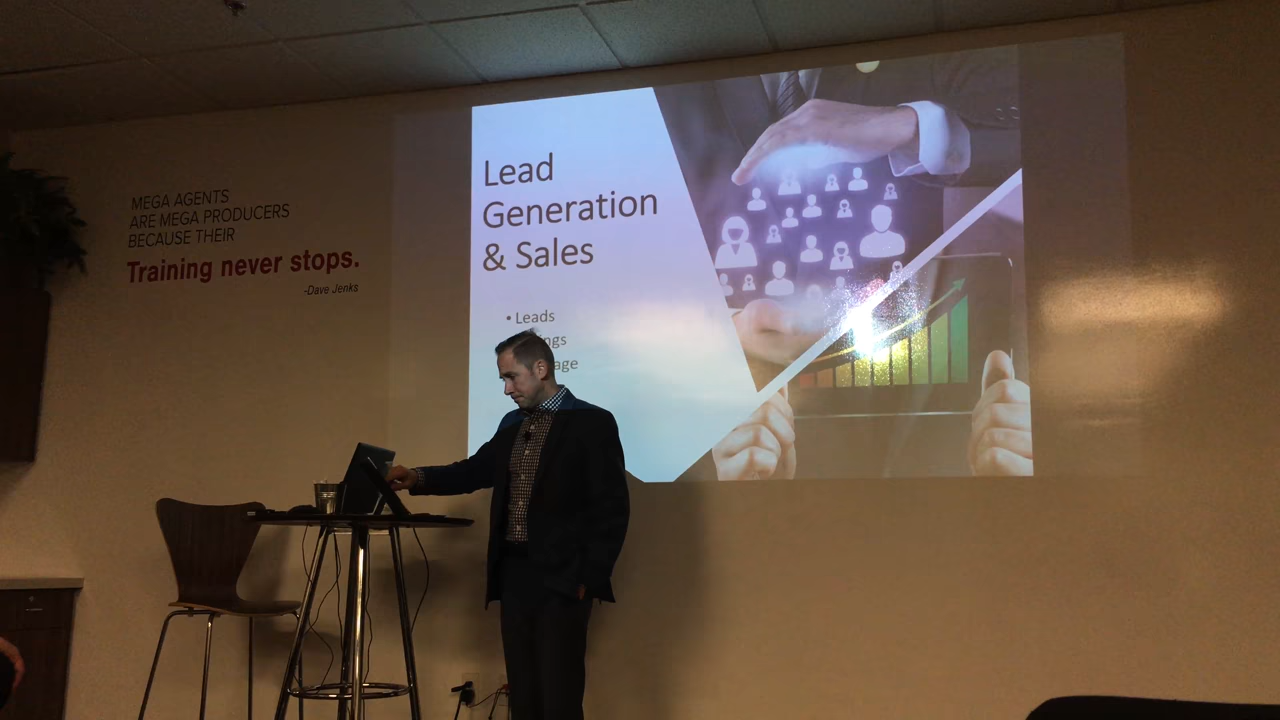 MEGA AGENTS
ARE MEGA PRODUCERS
BECAUSE THEIR
Training never stops.
-Dave Jenks
Lead
Generation
& Sales
• Leads